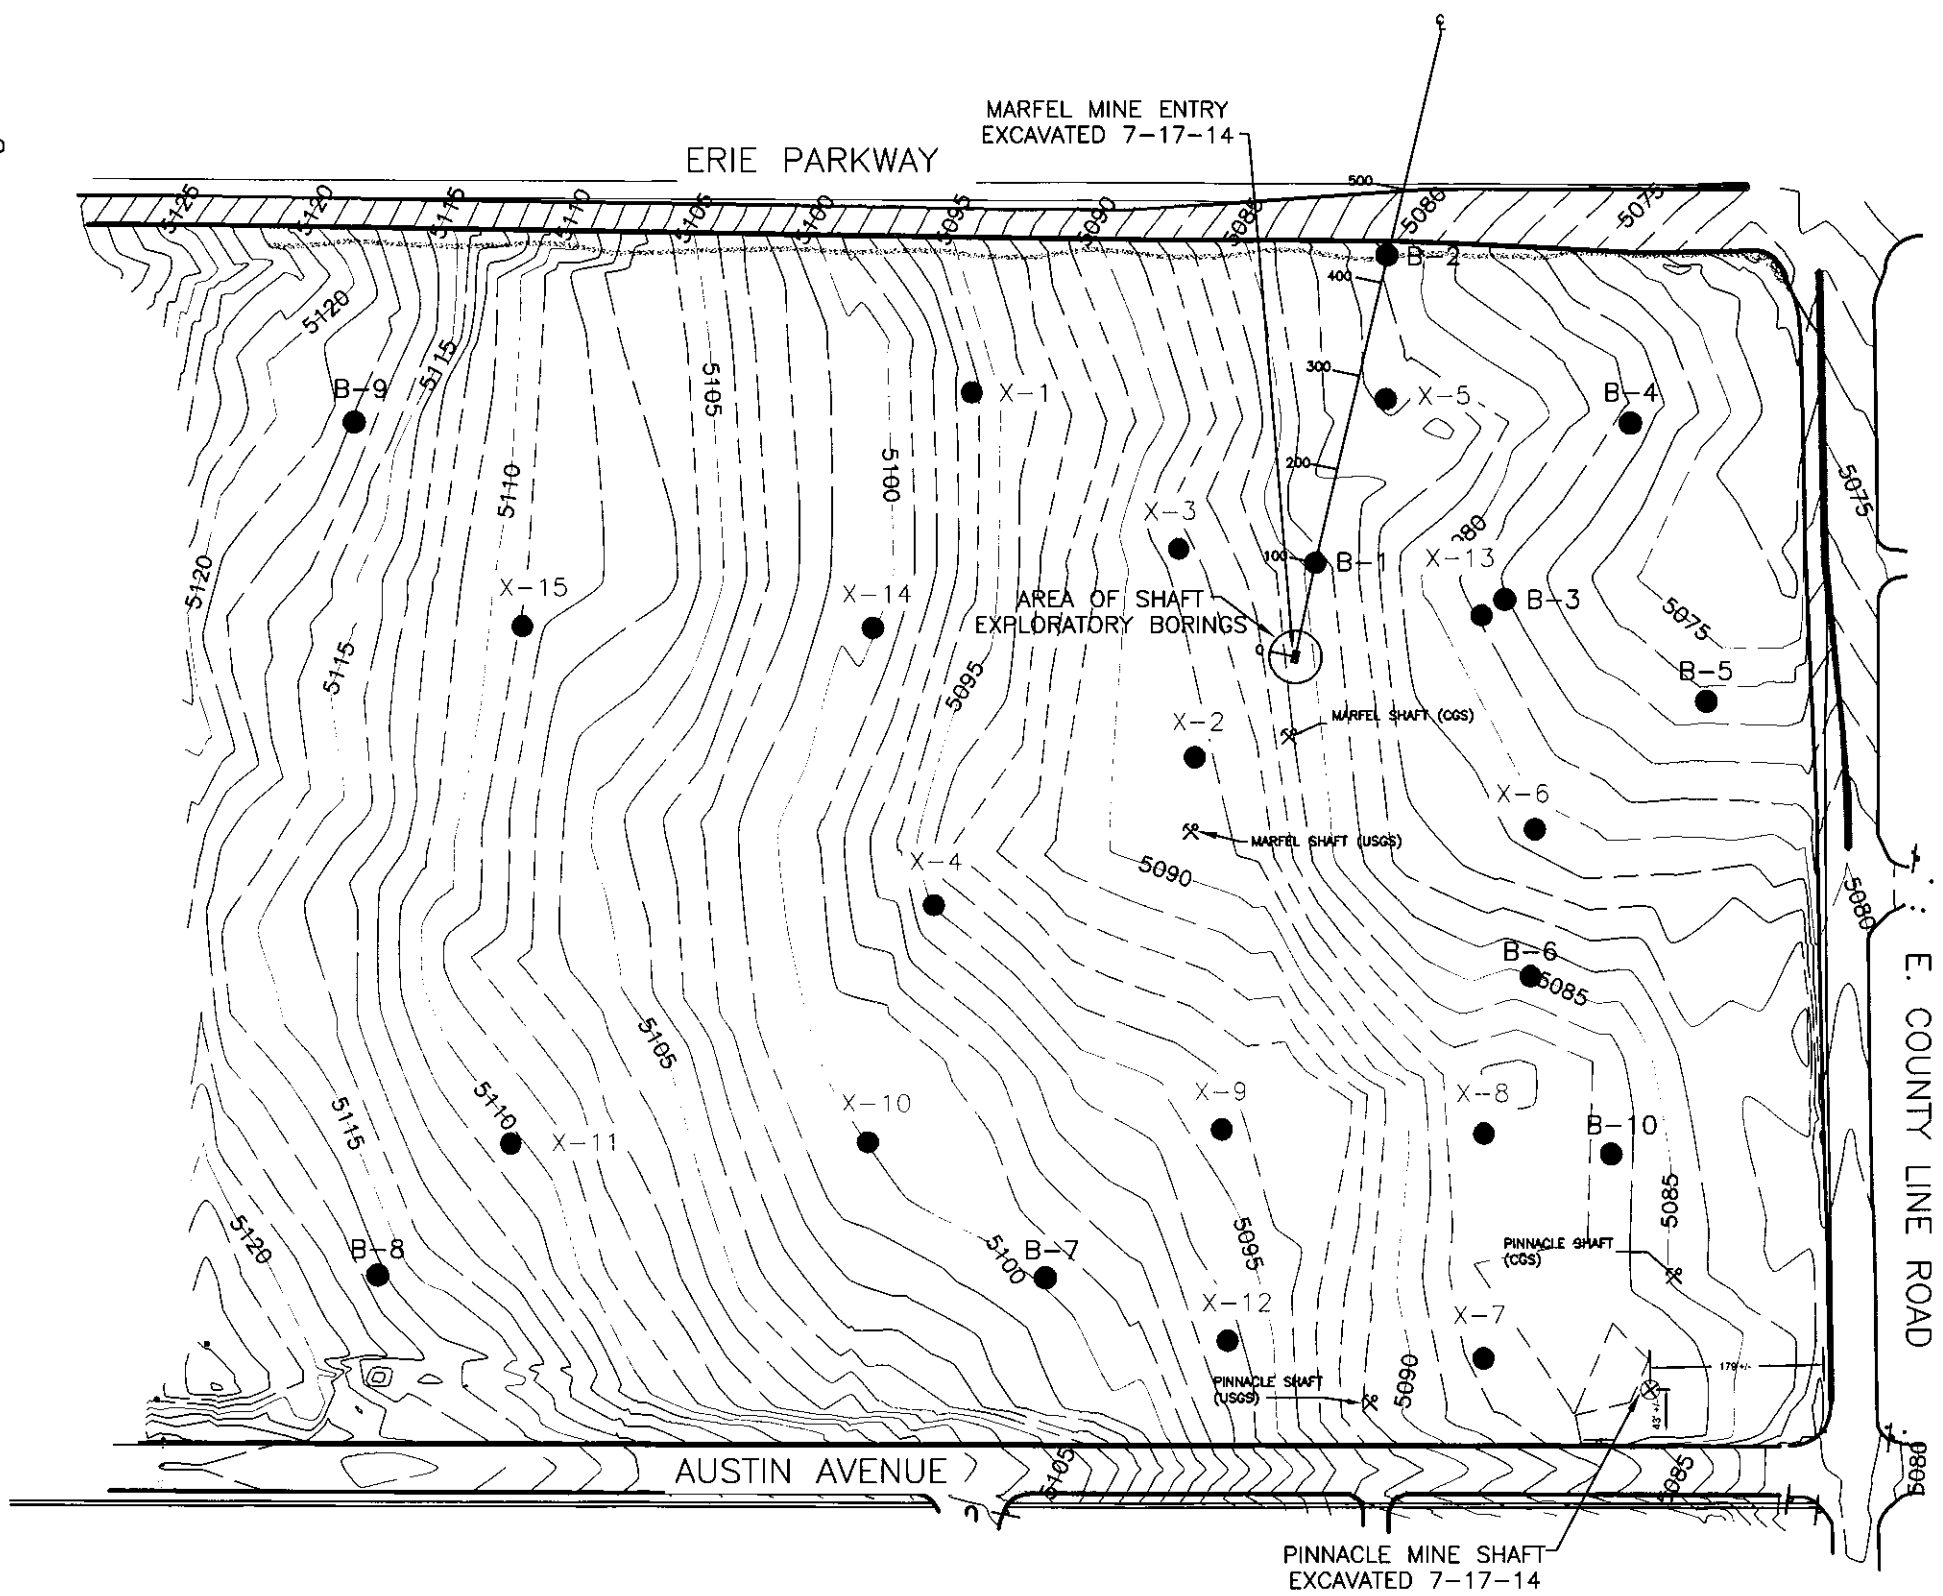 ℄
MARFEL MINE ENTRY
EXCAVATED 7-17-14
ERIE PARKWAY
500
5125
5120
5115
5110
5105
5100
5095
5090
5085
5080
5075
B-2
400
5120
5115
5105
300
B-9
X-1
X-5
B-4
5110
5100
200
5075
X-3
080
100
B-1
X-13
5120
X-15
X-14
AREA OF SHAFT
EXPLORATORY BORINGS
B-3
5075
0
5115
5095
B-5
X-2
MARFEL SHAFT (CGS)
X-6
MARFEL SHAFT (USGS)
X-4
5090
5080
B-6
5085
E. COUNTY LINE ROAD
5105
5115
5110
X-11
X-10
X-9
X-8
B-10
5085
5120
B-8
5100
B-7
5095
PINNACLE SHAFT
(CGS)
X-12
X-7
179 +/-
PINNACLE SHAFT
(USGS)
5090
43' +/-
AUSTIN AVENUE
5105
5085
5080
PINNACLE MINE SHAFT
EXCAVATED 7-17-14